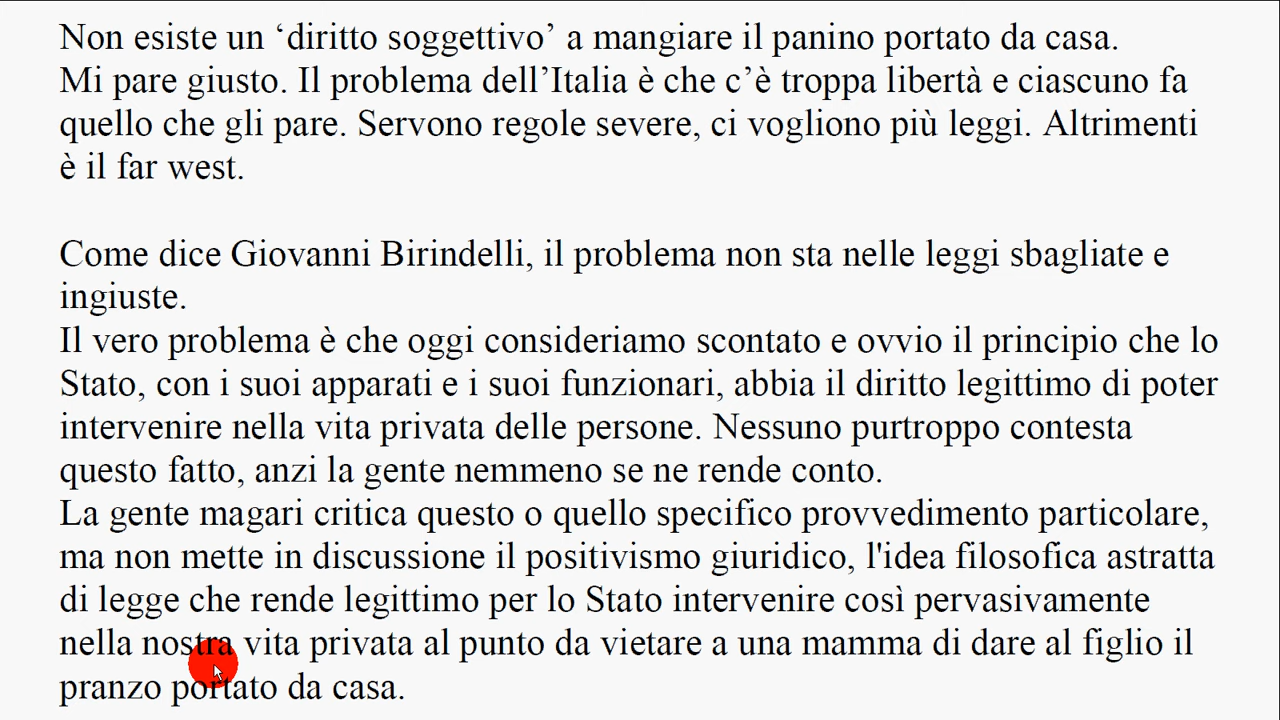 Non esiste un ‘diritto soggettivo’ a mangiare il panino portato da casa.
Mi pare giusto. Il problema dell’Italia è che c’è troppa libertà e ciascuno fa
quello che gli pare. Servono regole severe, ci vogliono più leggi. Altrimenti
è il far west.
Come dice Giovanni Birindelli, il problema non sta nelle leggi sbagliate e
ingiuste.
Il vero problema è che oggi consideriamo scontato e ovvio il principio che lo
Stato, con i suoi apparati e i suoi funzionari, abbia il diritto legittimo di poter
intervenire nella vita privata delle persone. Nessuno purtroppo contesta
questo fatto, anzi la gente nemmeno se ne rende conto.
La gente magari critica questo o quello specifico provvedimento particolare,
ma non mette in discussione il positivismo giuridico, l'idea filosofica astratta
di legge che rende legittimo per lo Stato intervenire così pervasivamente
nella nostra vita privata al punto da vietare a una mamma di dare al figlio il
pranzo portato da casa.